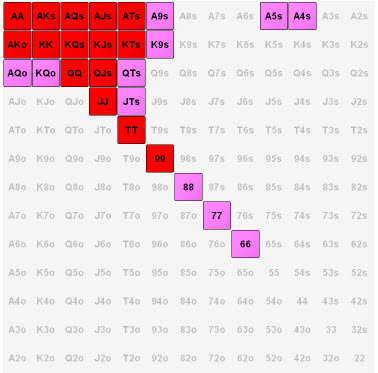 AA AKs AQs AJs ATs A9s A8s A7s A6s A5s A4s A3s A2s
AKo KK KQs KJs KTs K9s K8s K7s K6s K5s K4s K3s K2s
AQo KQo QQ QJs QTs Q9s Q8s Q7s Q6s Q5s Q4s Q3s Q2s
AJo KJo QJo JJ JTs J9s J8s J7s J6s J5s J4s J3s J2s
ATo KTo QTo JTo TT T9s T8s T7s T6s T5s T4s T3s T2s
A9o K9o Q9o J9o T9o 99 98s 97s 96s 95s 94s 93s 92s
A8o K8o Q8o J8o T8o 98o 88 87s 86s 85s 84s 83s 82s
A7o K7o Q7o J7o T7o 97o 87o 77 76s 75s 74s 73s 72s
A6o K6o Q6o J6o T6o 96o 86o 76o 66 65s 64s 63s 62s
A5o K5o Q5o J5o T5o 95o 85o 75o 65o 55 54s 53s 52s
A4o K4o Q4o J4o T4o 94o 84o 74o 64o 54o 44 43s 42s
A3o K3o Q3o J3o T3o 93o 83o 73o 63o 53o 43o 33 32s
A2o K2o Q2o J2o T2o 92o 82o 72o 62o 52o 42o 32o 22